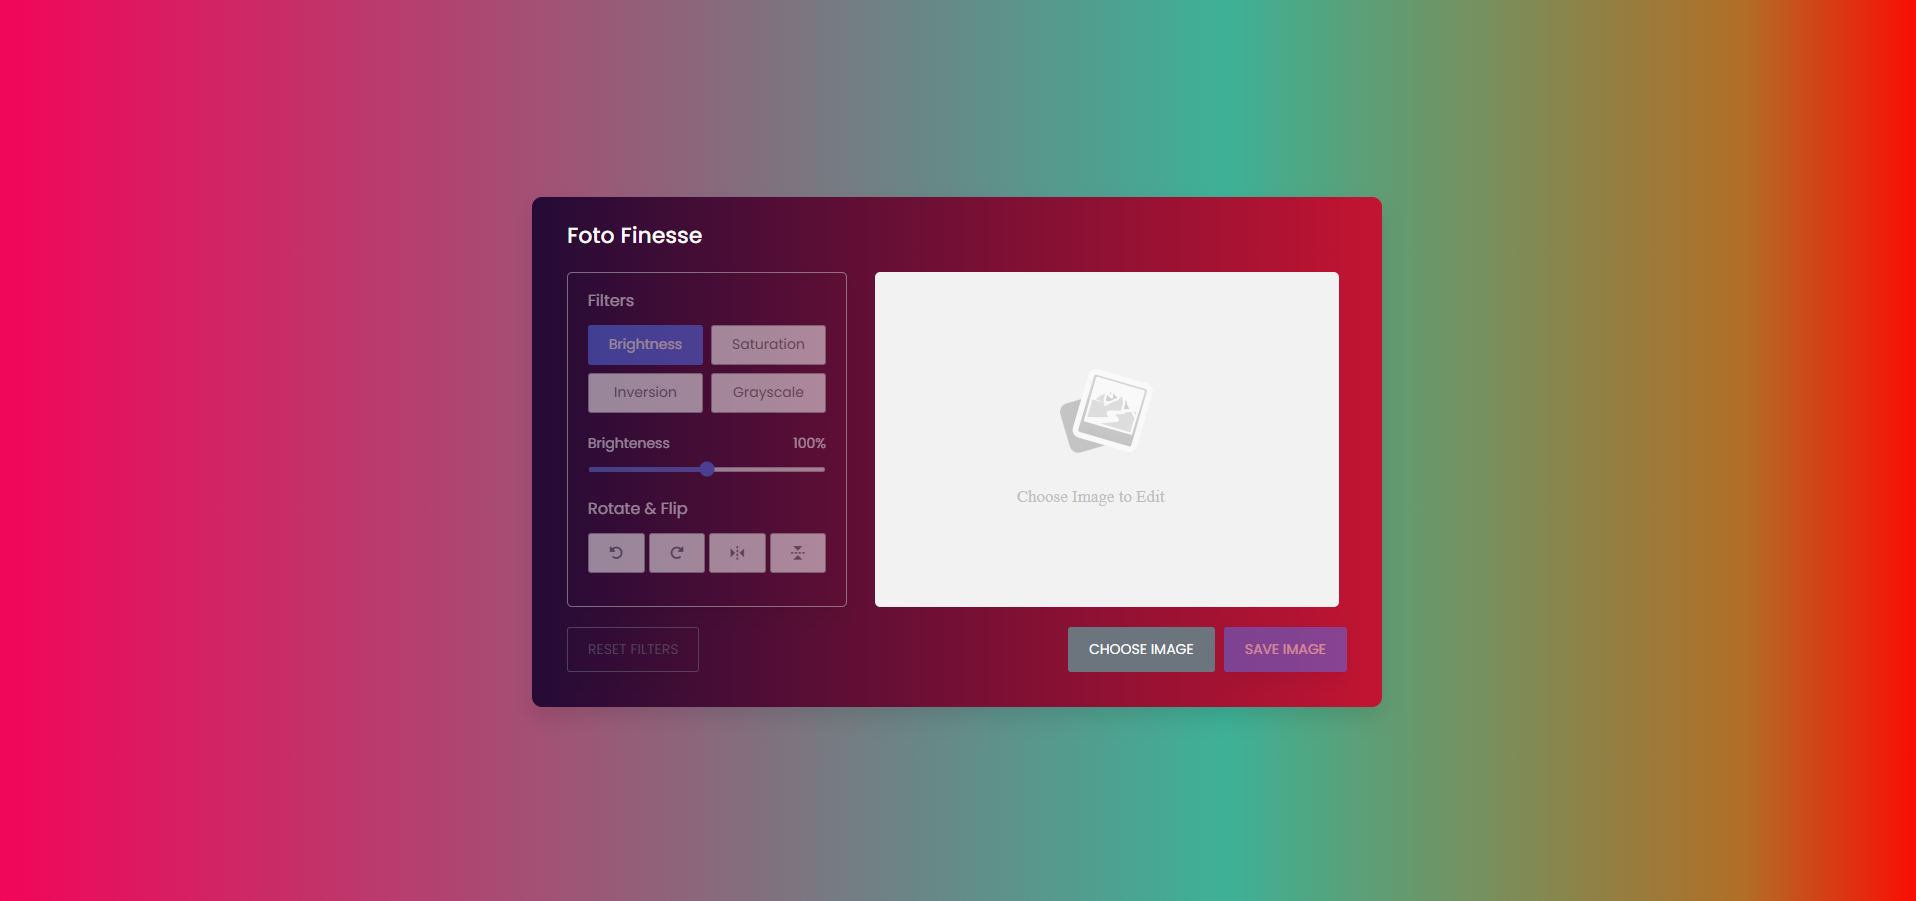 Foto Finesse
Filters
Brightness
Saturation
Inversion
Grayscale
Brighteness
100%
Rotate & Flip
Choose Image to Edit
RESET FILTERS
CHOOSE IMAGE
SAVE IMAGE